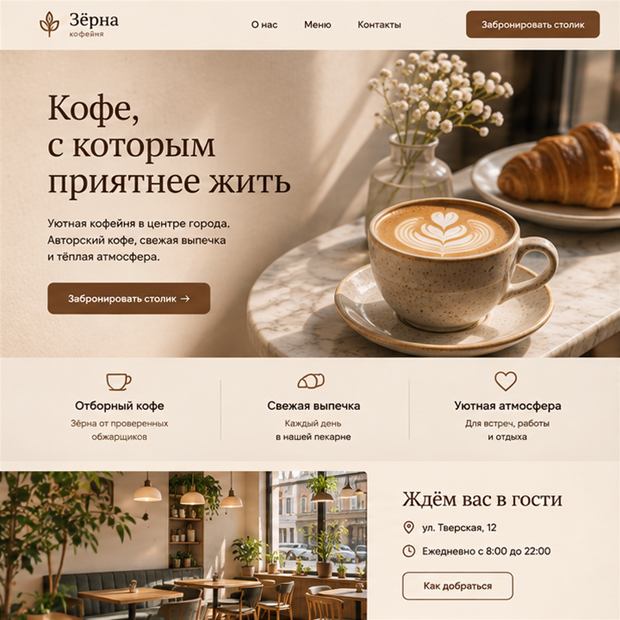 Зёрна
кофейня
О нас
Меню
Контакты
Забронировать столик
Кофе,
с которым
приятнее жить
Уютная кофейня в центре города.
Авторский кофе, свежая выпечка
и тёплая атмосфера.
Забронировать столик →
Отборный кофе
Зёрна от проверенных
обжарщиков
Свежая выпечка
Каждый день
в нашей пекарне
Уютная атмосфера
Для встреч, работы
и отдыха
Ждём вас в гости
ул. Тверская, 12
Ежедневно с 8:00 до 22:00
Как добраться